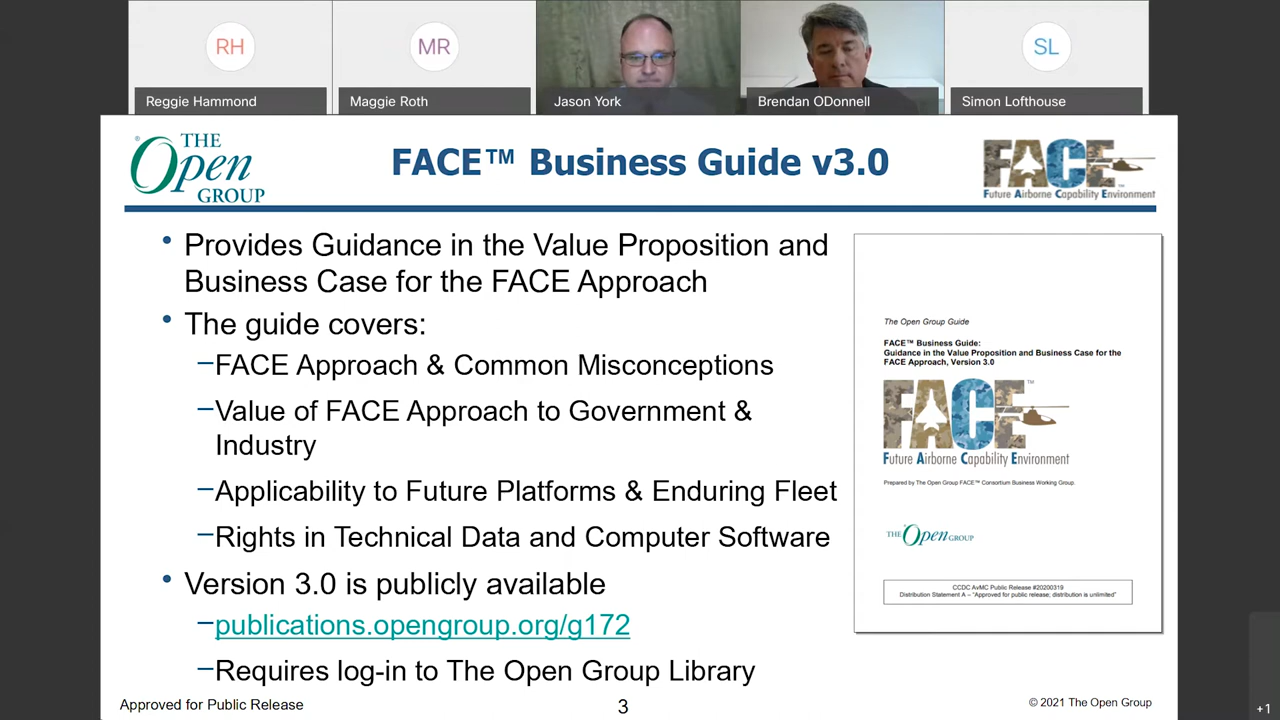 RH
MR
SL
Reggie Hammond
Maggie Roth
Jason York
Brendan ODonnell
Simon Lofthouse
® THE
Open
GROUP
FACE™ Business Guide v3.0
FACE™
Future Airborne Capability Environment
• Provides Guidance in the Value Proposition and
Business Case for the FACE Approach
• The guide covers:
–FACE Approach & Common Misconceptions
–Value of FACE Approach to Government &
Industry
–Applicability to Future Platforms & Enduring Fleet
–Rights in Technical Data and Computer Software
• Version 3.0 is publicly available
–publications.opengroup.org/g172
–Requires log-in to The Open Group Library
The Open Group Guide
FACE™ Business Guide:
Guidance in the Value Proposition and Business Case for the
FACE Approach, Version 3.0
FACE™
Future Airborne Capability Environment
Prepared by The Open Group FACE™ Consortium Business Working Group.
THE Open GROUP
CCDC AvMC Public Release #20200319
Distribution Statement A – "Approved for public release; distribution is unlimited"
Approved for Public Release
3
© 2021 The Open Group
+1